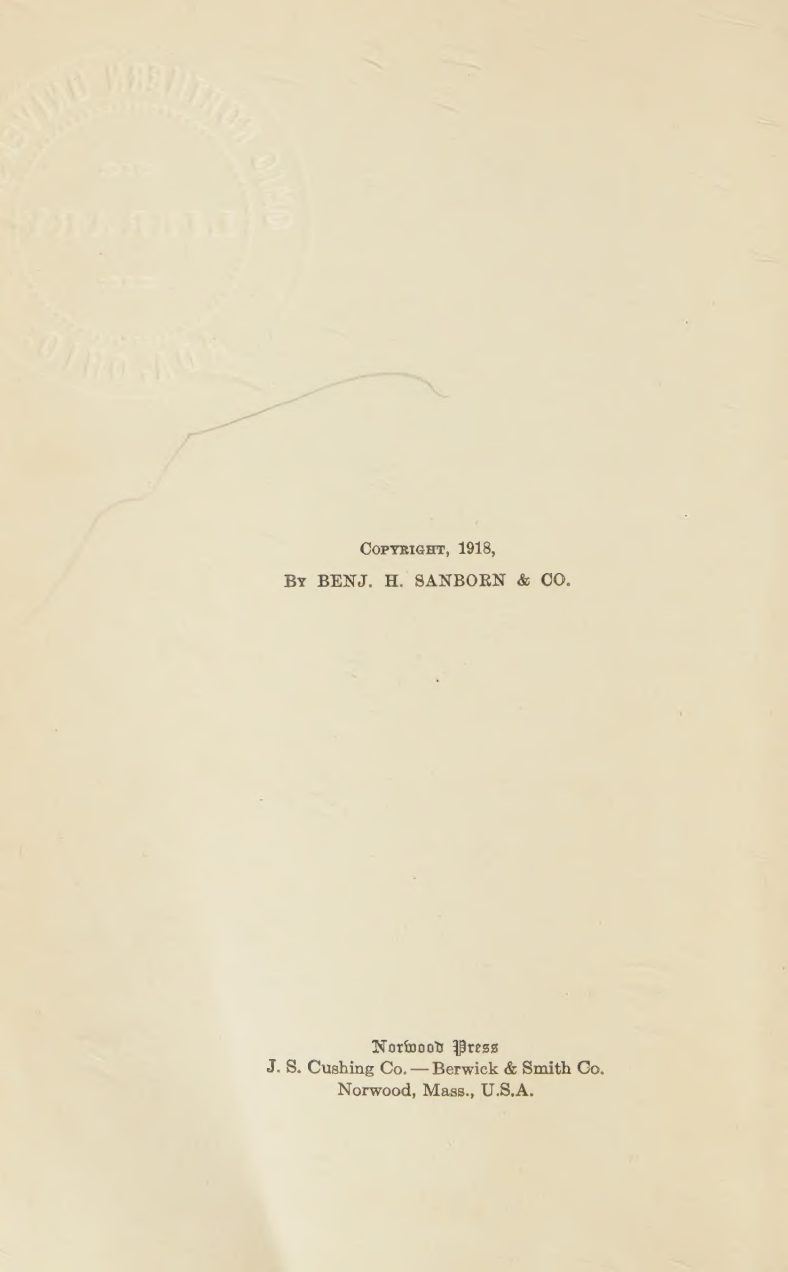 COPYRIGHT, 1918,
BY BENJ. H. SANBORN & CO.
Norwood Press
J. S. Cushing Co. — Berwick & Smith Co.
Norwood, Mass., U.S.A.